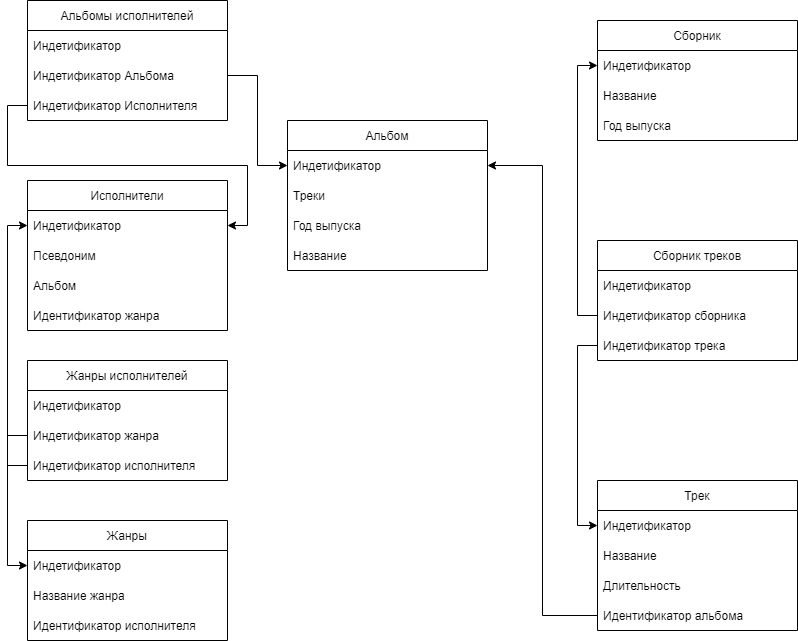 Альбомы исполнителей
Индетификатор
Индетификатор Альбома
Индетификатор Исполнителя
Исполнители
Индетификатор
Псевдоним
Альбом
Идентификатор жанра
Жанры исполнителей
Индетификатор
Индетификатор жанра
Индетификатор исполнителя
Жанры
Индетификатор
Название жанра
Идентификатор исполнителя
Альбом
Индетификатор
Треки
Год выпуска
Название
Сборник
Индетификатор
Название
Год выпуска
Сборник треков
Индетификатор
Индетификатор сборника
Индетификатор трека
Трек
Индетификатор
Название
Длительность
Идентификатор альбома